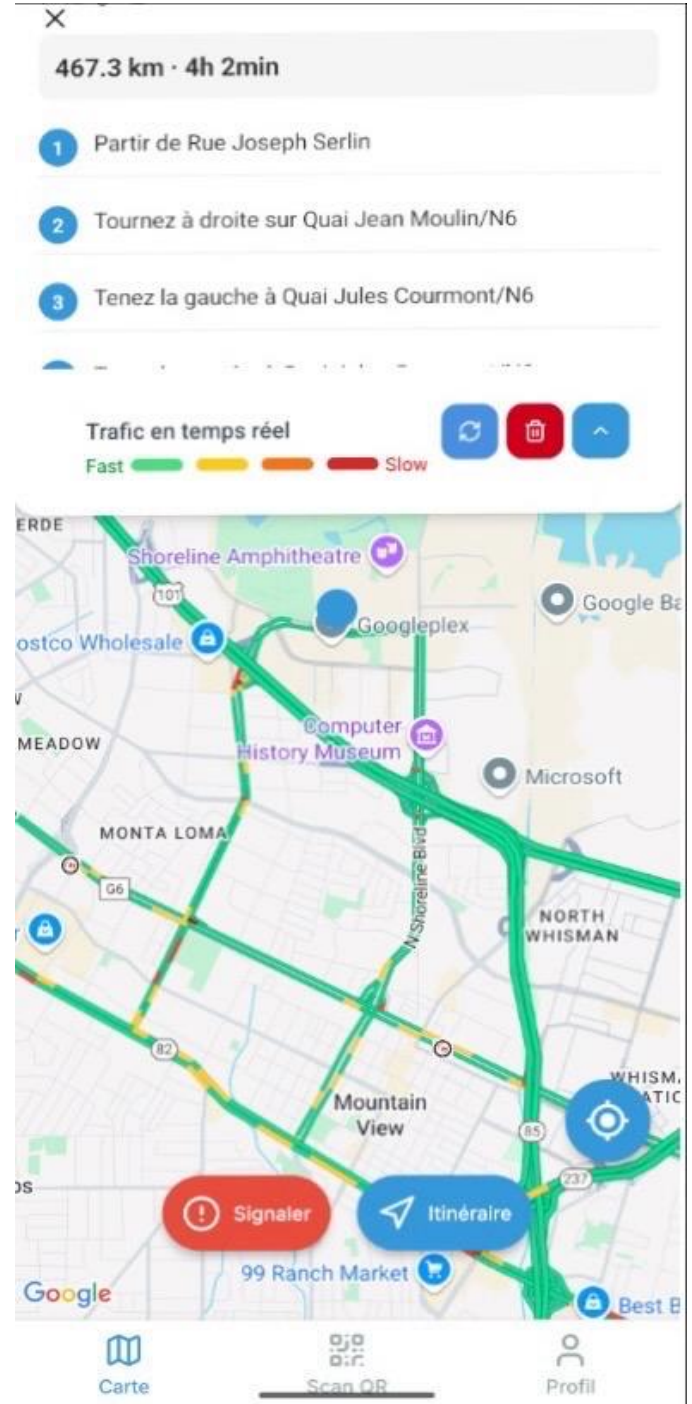 467.3 km · 4h 2min
1 Partir de Rue Joseph Serlin
2 Tournez à droite sur Quai Jean Moulin/N6
3 Tenez la gauche à Quai Jules Courmont/N6
Trafic en temps réel
Fast
Slow
ERDE
Shoreline Amphitheatre
101
Googleplex
Google Ba
ostco Wholesale
MEADOW
Computer
History Museum
Microsoft
MONTA LOMA
G6
N Shoreline Blvd
NORTH
WHISMAN
82
Mountain
View
WHISM
ATIC
85
237
Signaler
Itinéraire
99 Ranch Market
Google
Best B
Carte
Scan QR
Profil